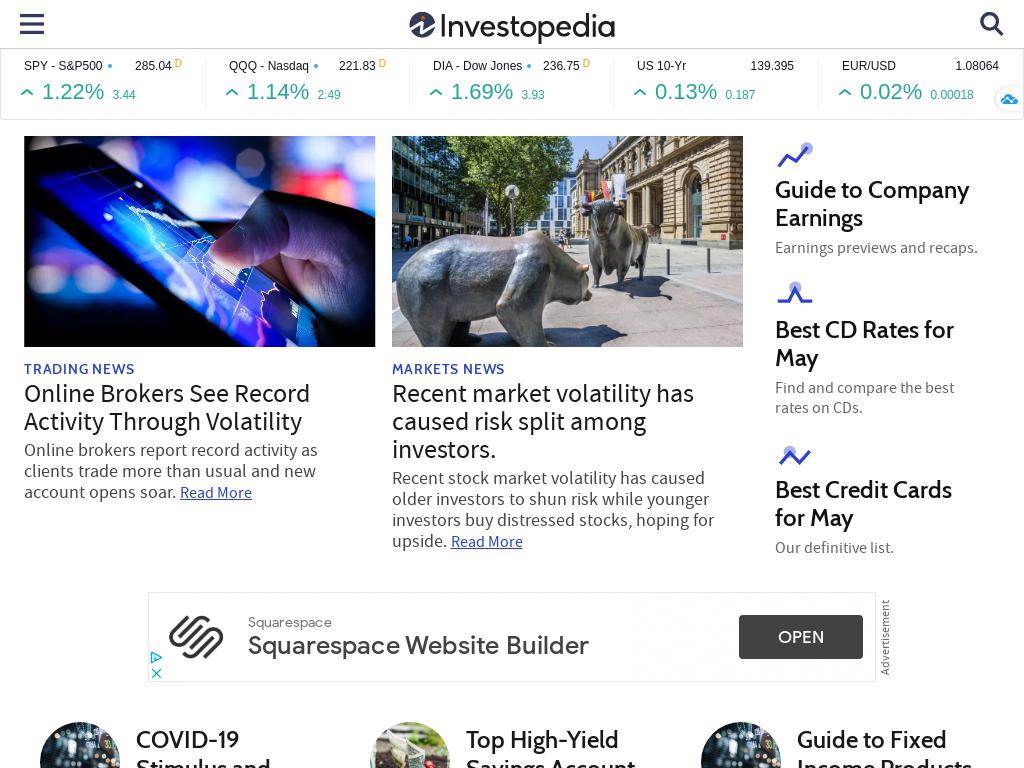 Investopedia
SPY - S&P500 285.04 D
1.22% 3.44
QQQ - Nasdaq 221.83 D
1.14% 2.49
DIA - Dow Jones 236.75 D
1.69% 3.93
US 10-Yr 139.395
0.13% 0.187
EUR/USD 1.08064
0.02% 0.00018
TRADING NEWS
Online Brokers See Record
Activity Through Volatility
Online brokers report record activity as
clients trade more than usual and new
account opens soar. Read More
MARKETS NEWS
Recent market volatility has
caused risk split among
investors.
Recent stock market volatility has caused
older investors to shun risk while younger
investors buy distressed stocks, hoping for
upside. Read More
Guide to Company
Earnings
Earnings previews and recaps.
Best CD Rates for
May
Find and compare the best
rates on CDs.
Best Credit Cards
for May
Our definitive list.
Squarespace
Squarespace Website Builder
OPEN
Advertisement
COVID-19
Stimulus and
Top High-Yield
Savings Account
Guide to Fixed
Income Products